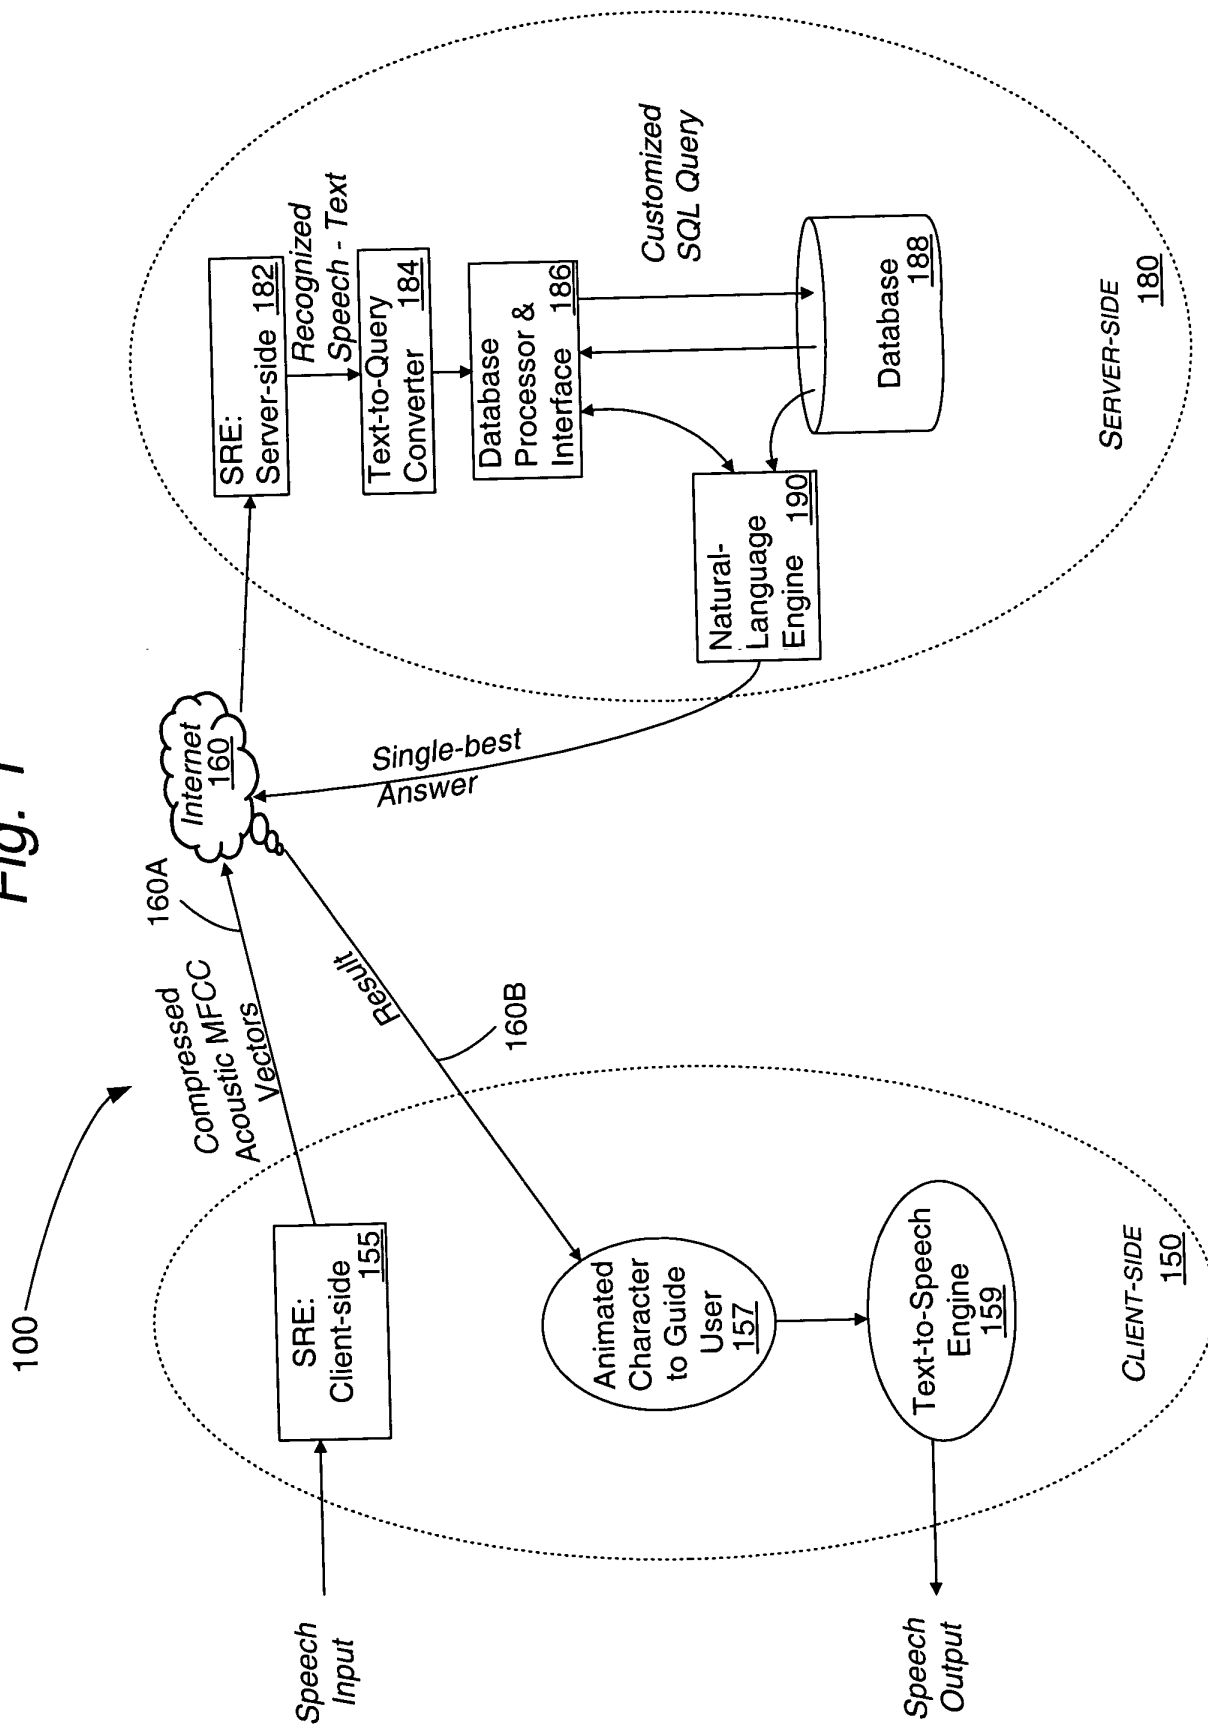 Fig. 1
100
Speech
Input
SRE:
Client-side
155
Compressed
Acoustic MFCC
Vectors
160A
Internet
160
Result
160B
Animated
Character
to Guide
User
157
Text-to-Speech
Engine
159
Speech
Output
CLIENT-SIDE
150
SRE:
Server-side 182
Recognized
Speech - Text
Text-to-Query
Converter 184
Database
Processor &
Interface 186
Customized
SQL Query
Database
188
Natural-
Language
Engine 190
Single-best
Answer
SERVER-SIDE
180